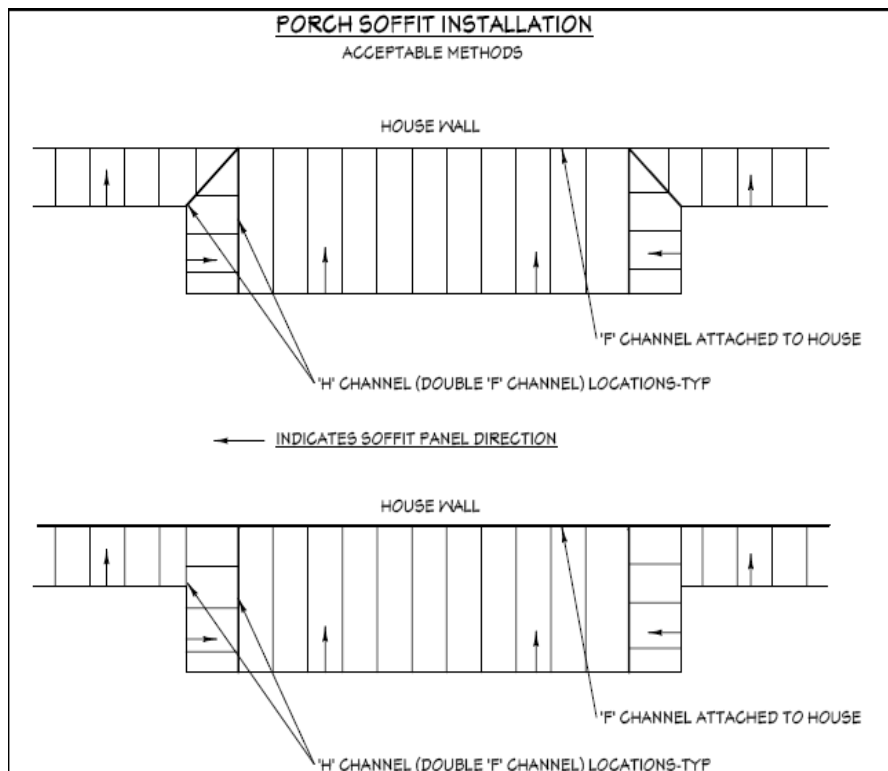 PORCH SOFFIT INSTALLATION
ACCEPTABLE METHODS
HOUSE WALL
'F' CHANNEL ATTACHED TO HOUSE
'H' CHANNEL (DOUBLE 'F' CHANNEL) LOCATIONS-TYP
INDICATES SOFFIT PANEL DIRECTION
HOUSE WALL
'F' CHANNEL ATTACHED TO HOUSE
'H' CHANNEL (DOUBLE 'F' CHANNEL) LOCATIONS-TYP